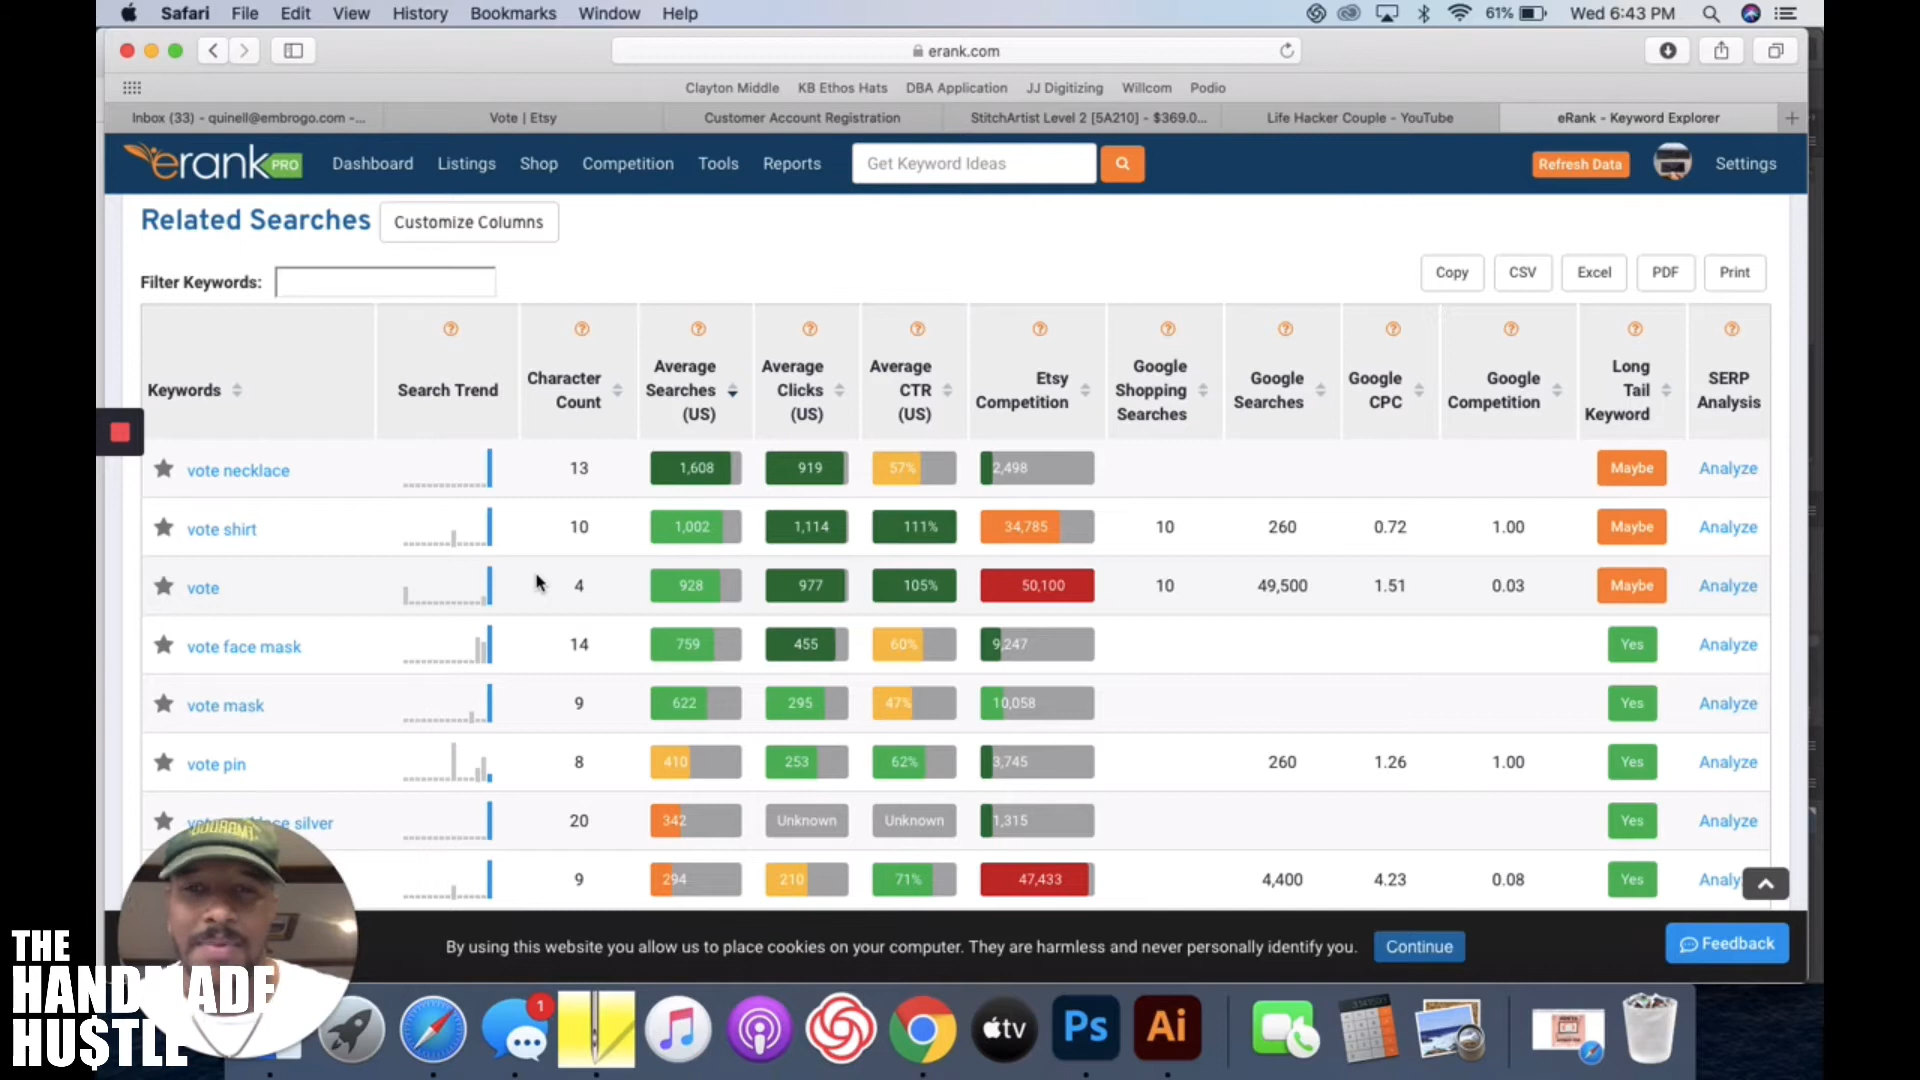 Safari File Edit View History Bookmarks Window Help 61% Wed 6:43 PM
erank.com
Clayton Middle KB Ethos Hats DBA Application JJ Digitizing Willcom Podio
Inbox (33) - quinell@embrogo.com -... Vote | Etsy Customer Account Registration StitchArtist Level 2 [5A210] - $369.0... Life Hacker Couple - YouTube eRank - Keyword Explorer
erank PRO Dashboard Listings Shop Competition Tools Reports Get Keyword Ideas Refresh Data Settings
Related Searches Customize Columns
Filter Keywords: Copy CSV Excel PDF Print
Keywords Search Trend Character Count Average Searches (US) Average Clicks (US) Average CTR (US) Etsy Competition Google Shopping Searches Google Searches Google CPC Google Competition Long Tail Keyword SERP Analysis
vote necklace 13 1,608 919 57% 2,498 Maybe Analyze
vote shirt 10 1,002 1,114 111% 34,785 10 260 0.72 1.00 Maybe Analyze
vote 4 928 977 105% 50,100 10 49,500 1.51 0.03 Maybe Analyze
vote face mask 14 759 455 60% 9,247 Yes Analyze
vote mask 9 622 295 47% 10,058 Yes Analyze
vote pin 8 410 253 62% 3,745 260 1.26 1.00 Yes Analyze
silver 20 342 Unknown Unknown 1,315 Yes Analyze
9 294 210 71% 47,433 4,400 4.23 0.08 Yes Analy
By using this website you allow us to place cookies on your computer. They are harmless and never personally identify you. Continue Feedback
THE
HANDMADE
HU$TLE
1
tv Ps Ai